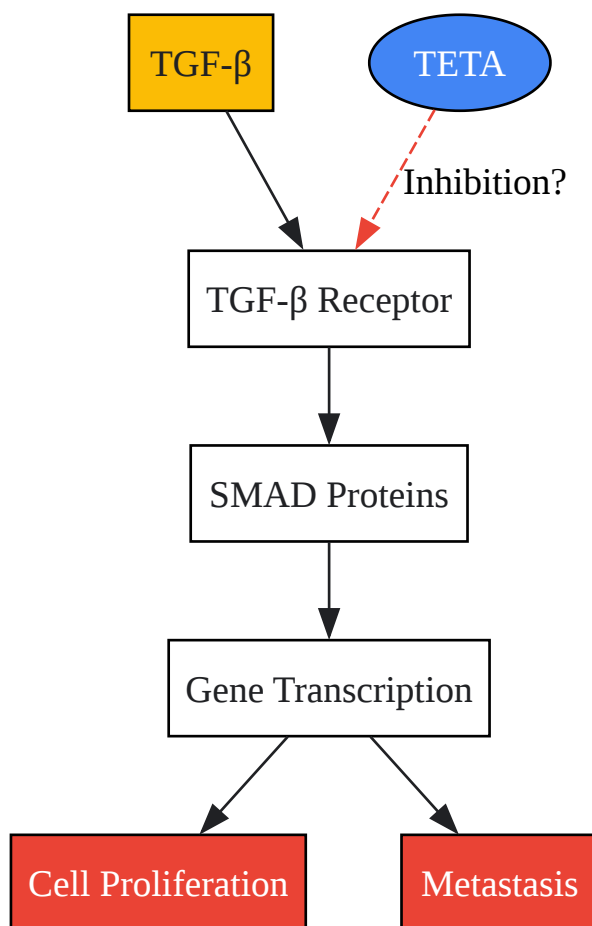 TGF-β
TETA
Inhibition?
TGF-β Receptor
SMAD Proteins
Gene Transcription
Cell Proliferation
Metastasis